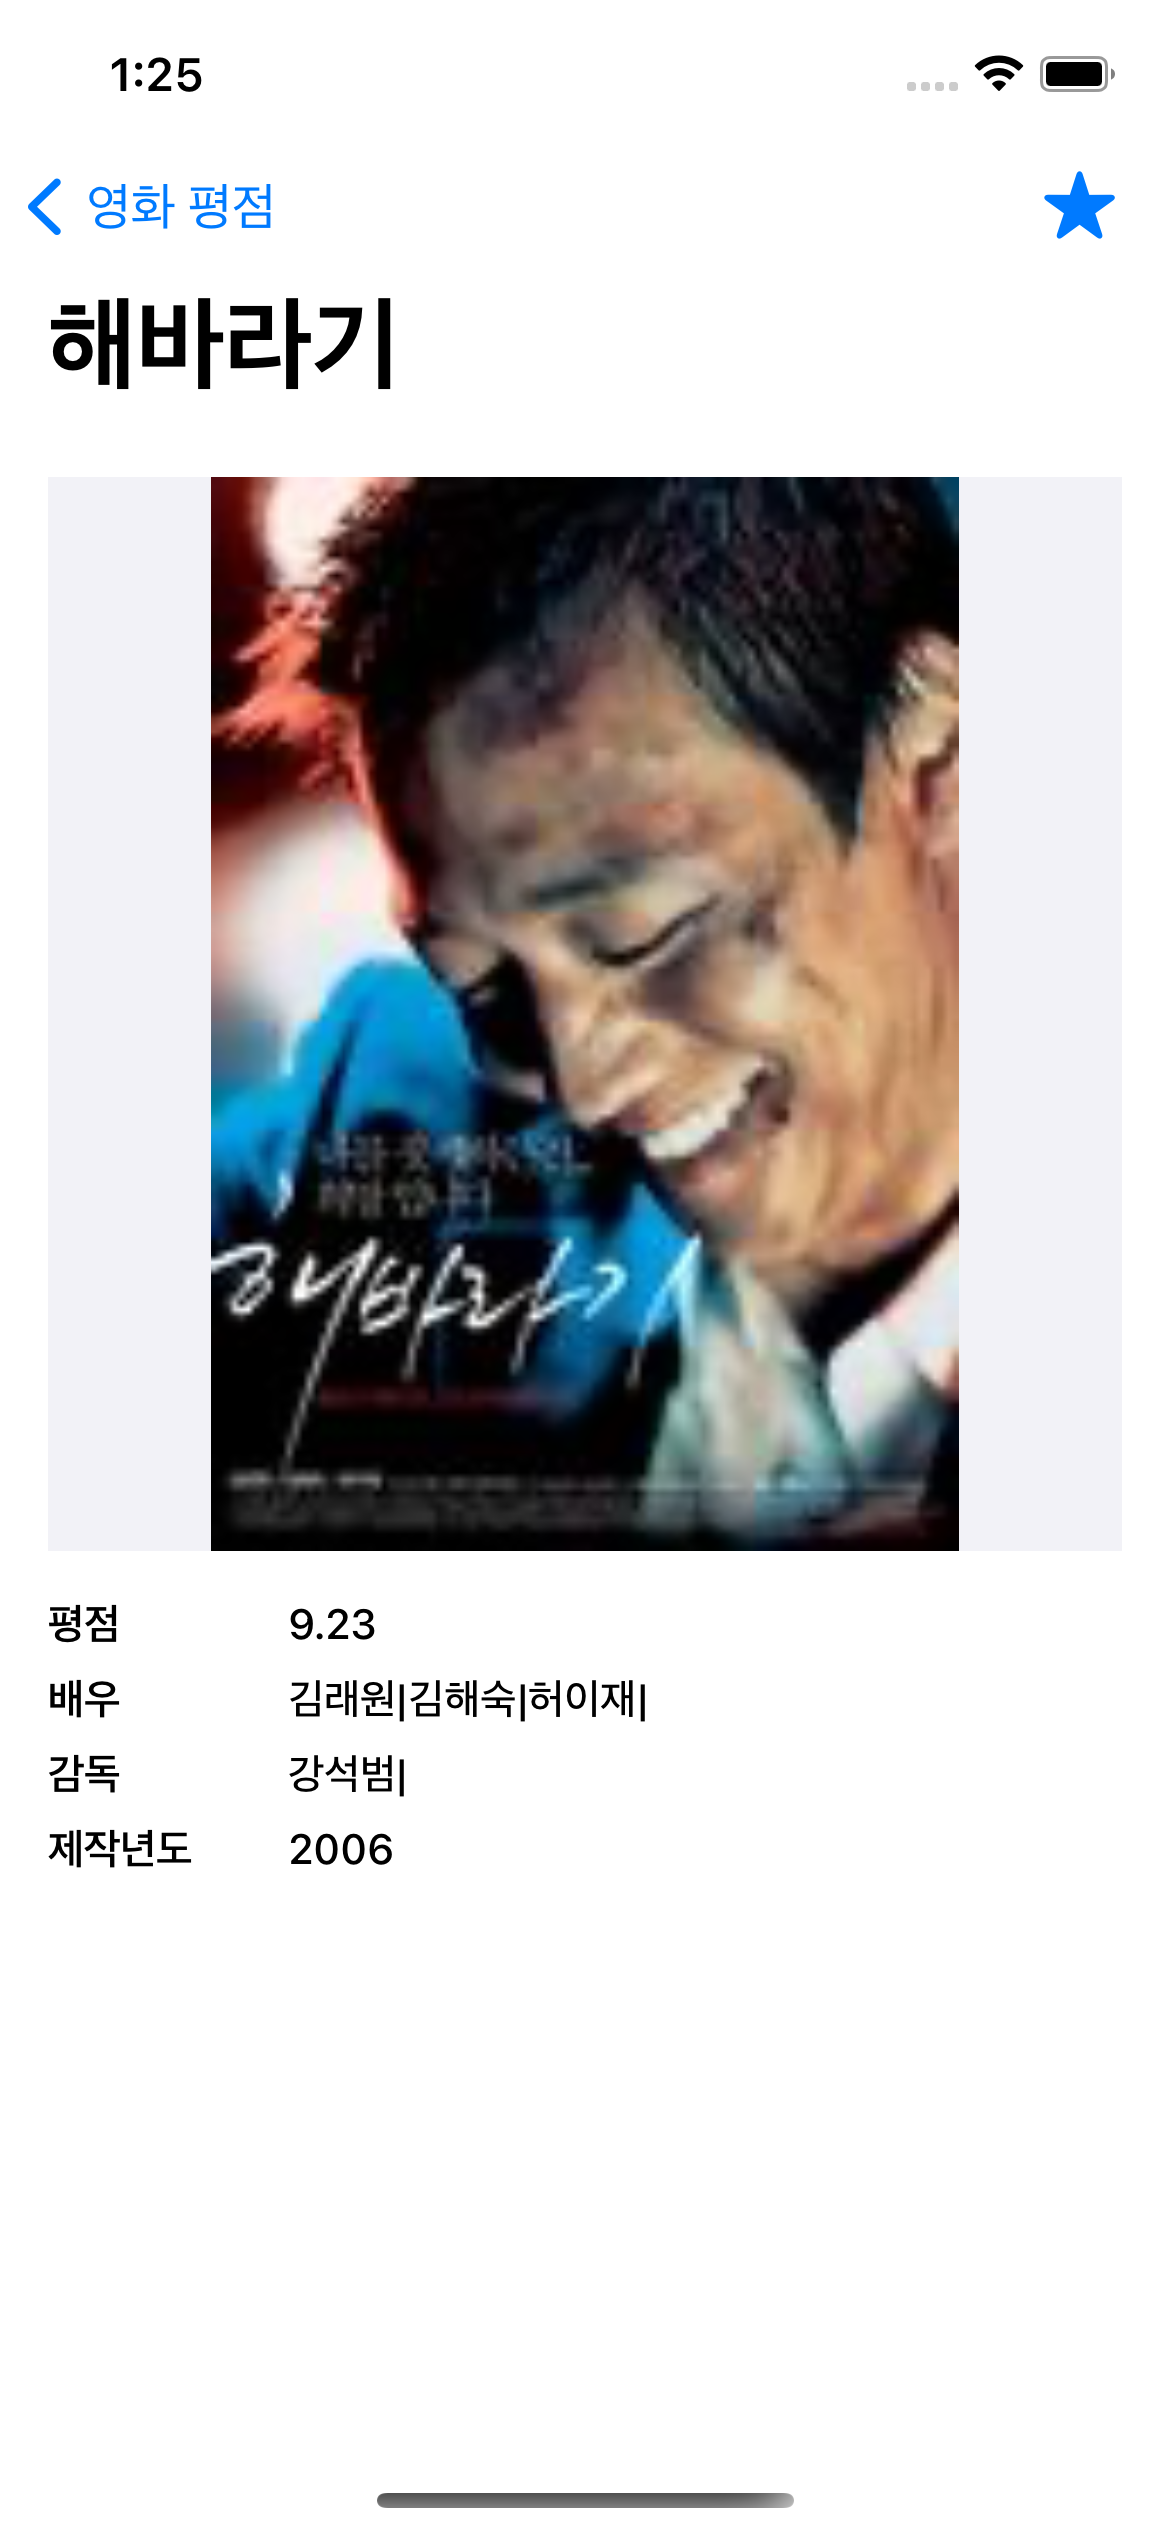 1:25
영화 평점
해바라기
해바라기
평점 9.23
배우 김래원|김해숙|허이재|
감독 강석범|
제작년도 2006